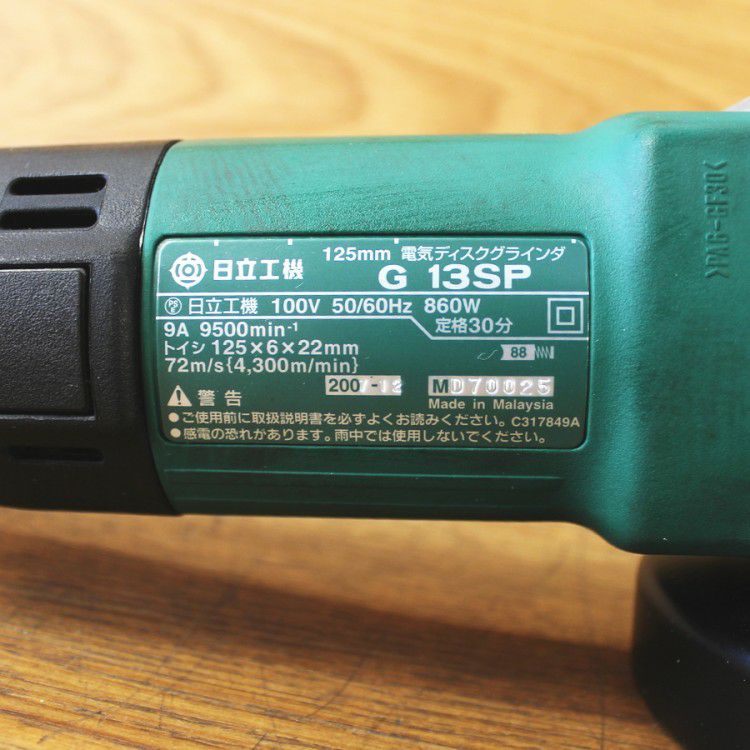 125mm 電気ディスクグラインダ
日立工機 G 13SP
PS E 日立工機 100V 50/60Hz 860W
9A 9500min-¹ 定格30分
トイシ 125×6×22mm
72m/s{4,300m/min} 88
2007-12 MD70025
警告 Made in Malaysia
●ご使用前に取扱説明書を必ずよくお読みください。C317849A
●感電の恐れがあります。雨中では使用しないでください。
>PA6-GF30<